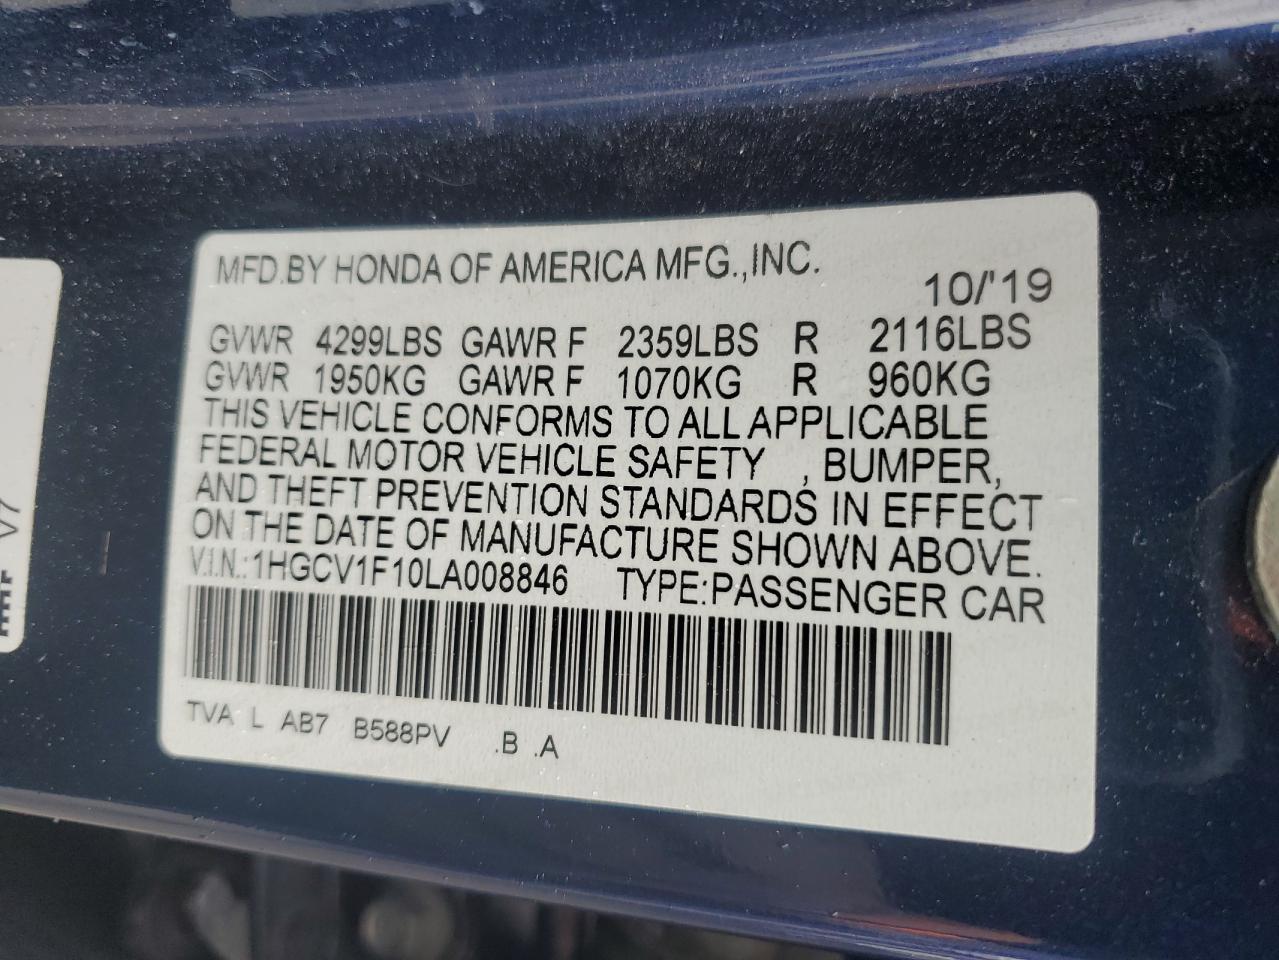 MFD.BY HONDA OF AMERICA MFG.,INC.
10/'19
GVWR 4299LBS GAWR F 2359LBS R 2116LBS
GVWR 1950KG GAWR F 1070KG R 960KG
THIS VEHICLE CONFORMS TO ALL APPLICABLE
FEDERAL MOTOR VEHICLE SAFETY , BUMPER,
AND THEFT PREVENTION STANDARDS IN EFFECT
ON THE DATE OF MANUFACTURE SHOWN ABOVE.
V.I.N.:1HGCV1F10LA008846 TYPE:PASSENGER CAR
TVA L AB7 B588PV .B .A
V7